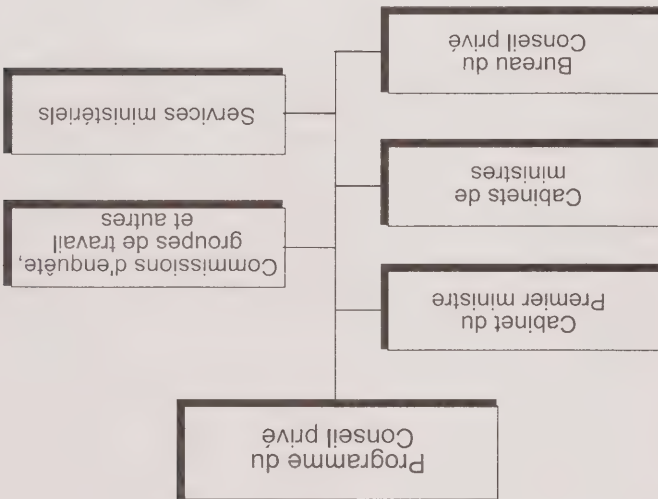 Programme du
Conseil privé
Cabinet du
Premier ministre
Commissions d'enquête,
groupes de travail
et autres
Cabinets de
ministres
Services ministériels
Bureau du
Conseil privé